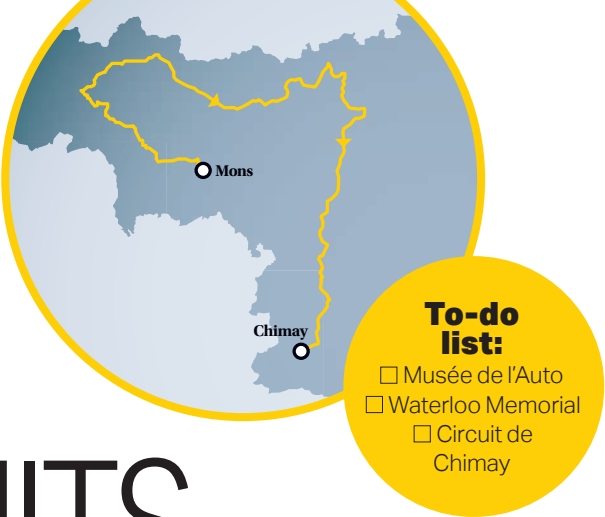 Mons
Chimay
To-do
list:
☐ Musée de l'Auto
☐ Waterloo Memorial
☐ Circuit de
Chimay